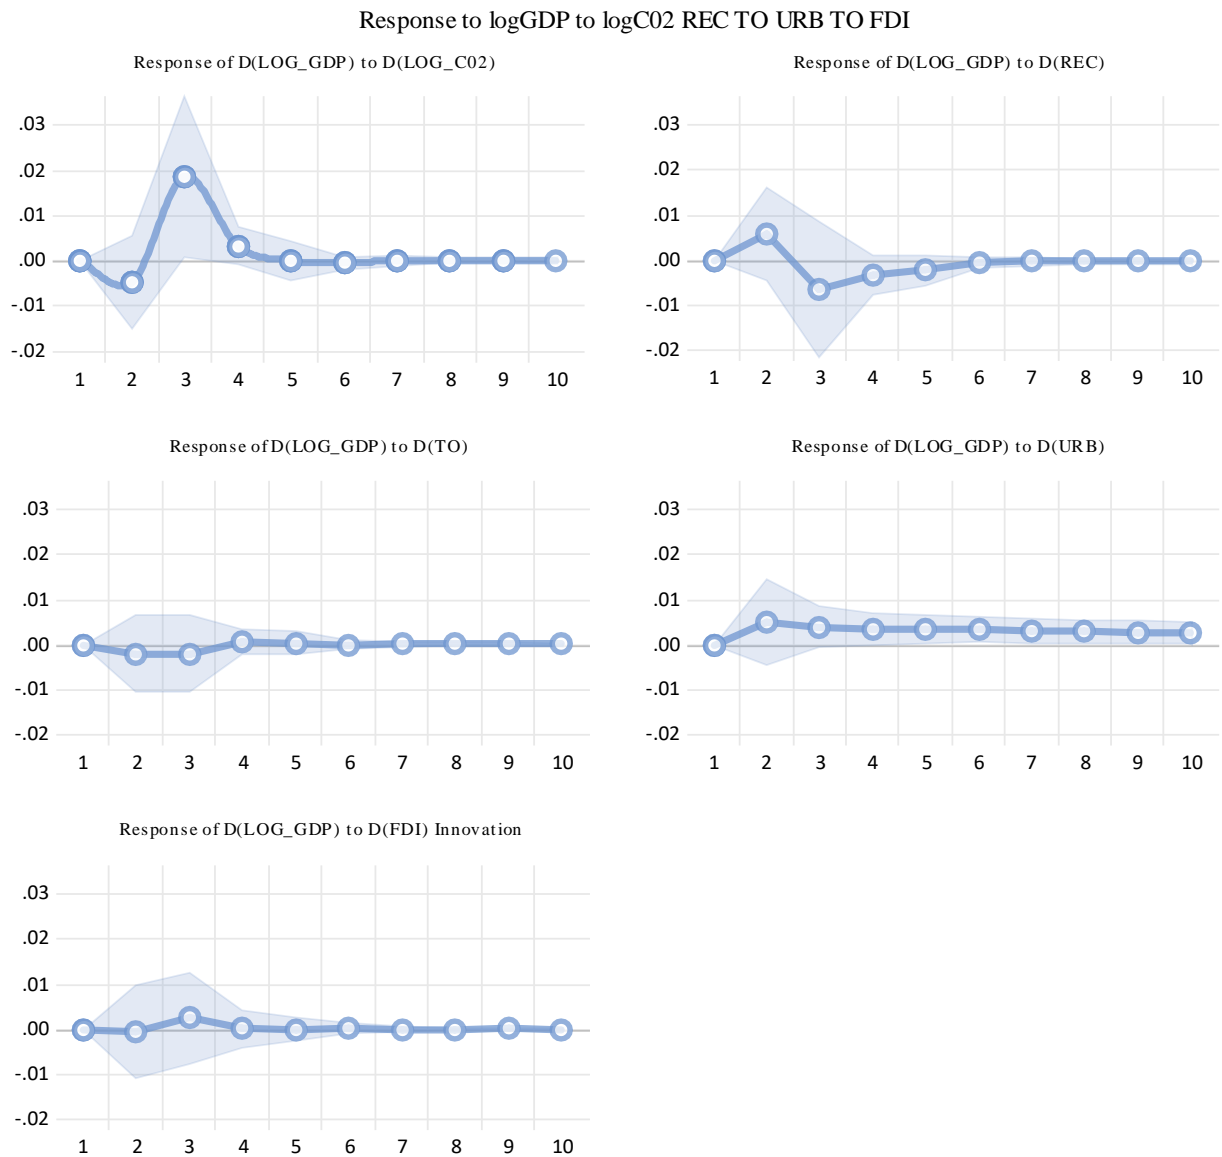 Response to logGDP to logC02 REC TO URB TO FDI
Response of D(LOG_GDP) to D(LOG_C02)
.03
.02
.01
.00
-.01
-.02
1 2 3 4 5 6 7 8 9 10
Response of D(LOG_GDP) to D(REC)
.03
.02
.01
.00
-.01
-.02
1 2 3 4 5 6 7 8 9 10
Response of D(LOG_GDP) to D(TO)
.03
.02
.01
.00
-.01
-.02
1 2 3 4 5 6 7 8 9 10
Response of D(LOG_GDP) to D(URB)
.03
.02
.01
.00
-.01
-.02
1 2 3 4 5 6 7 8 9 10
Response of D(LOG_GDP) to D(FDI) Innovation
.03
.02
.01
.00
-.01
-.02
1 2 3 4 5 6 7 8 9 10